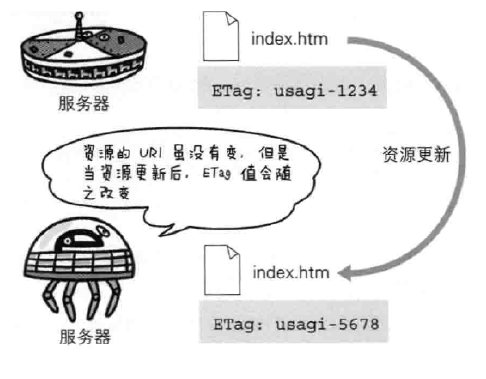 index.htm
ETag: usagi-1234
服务器
资源更新
资源的 URI 虽没有变，但是
当资源更新后，ETag 值会随
之改变
index.htm
ETag: usagi-5678
服务器